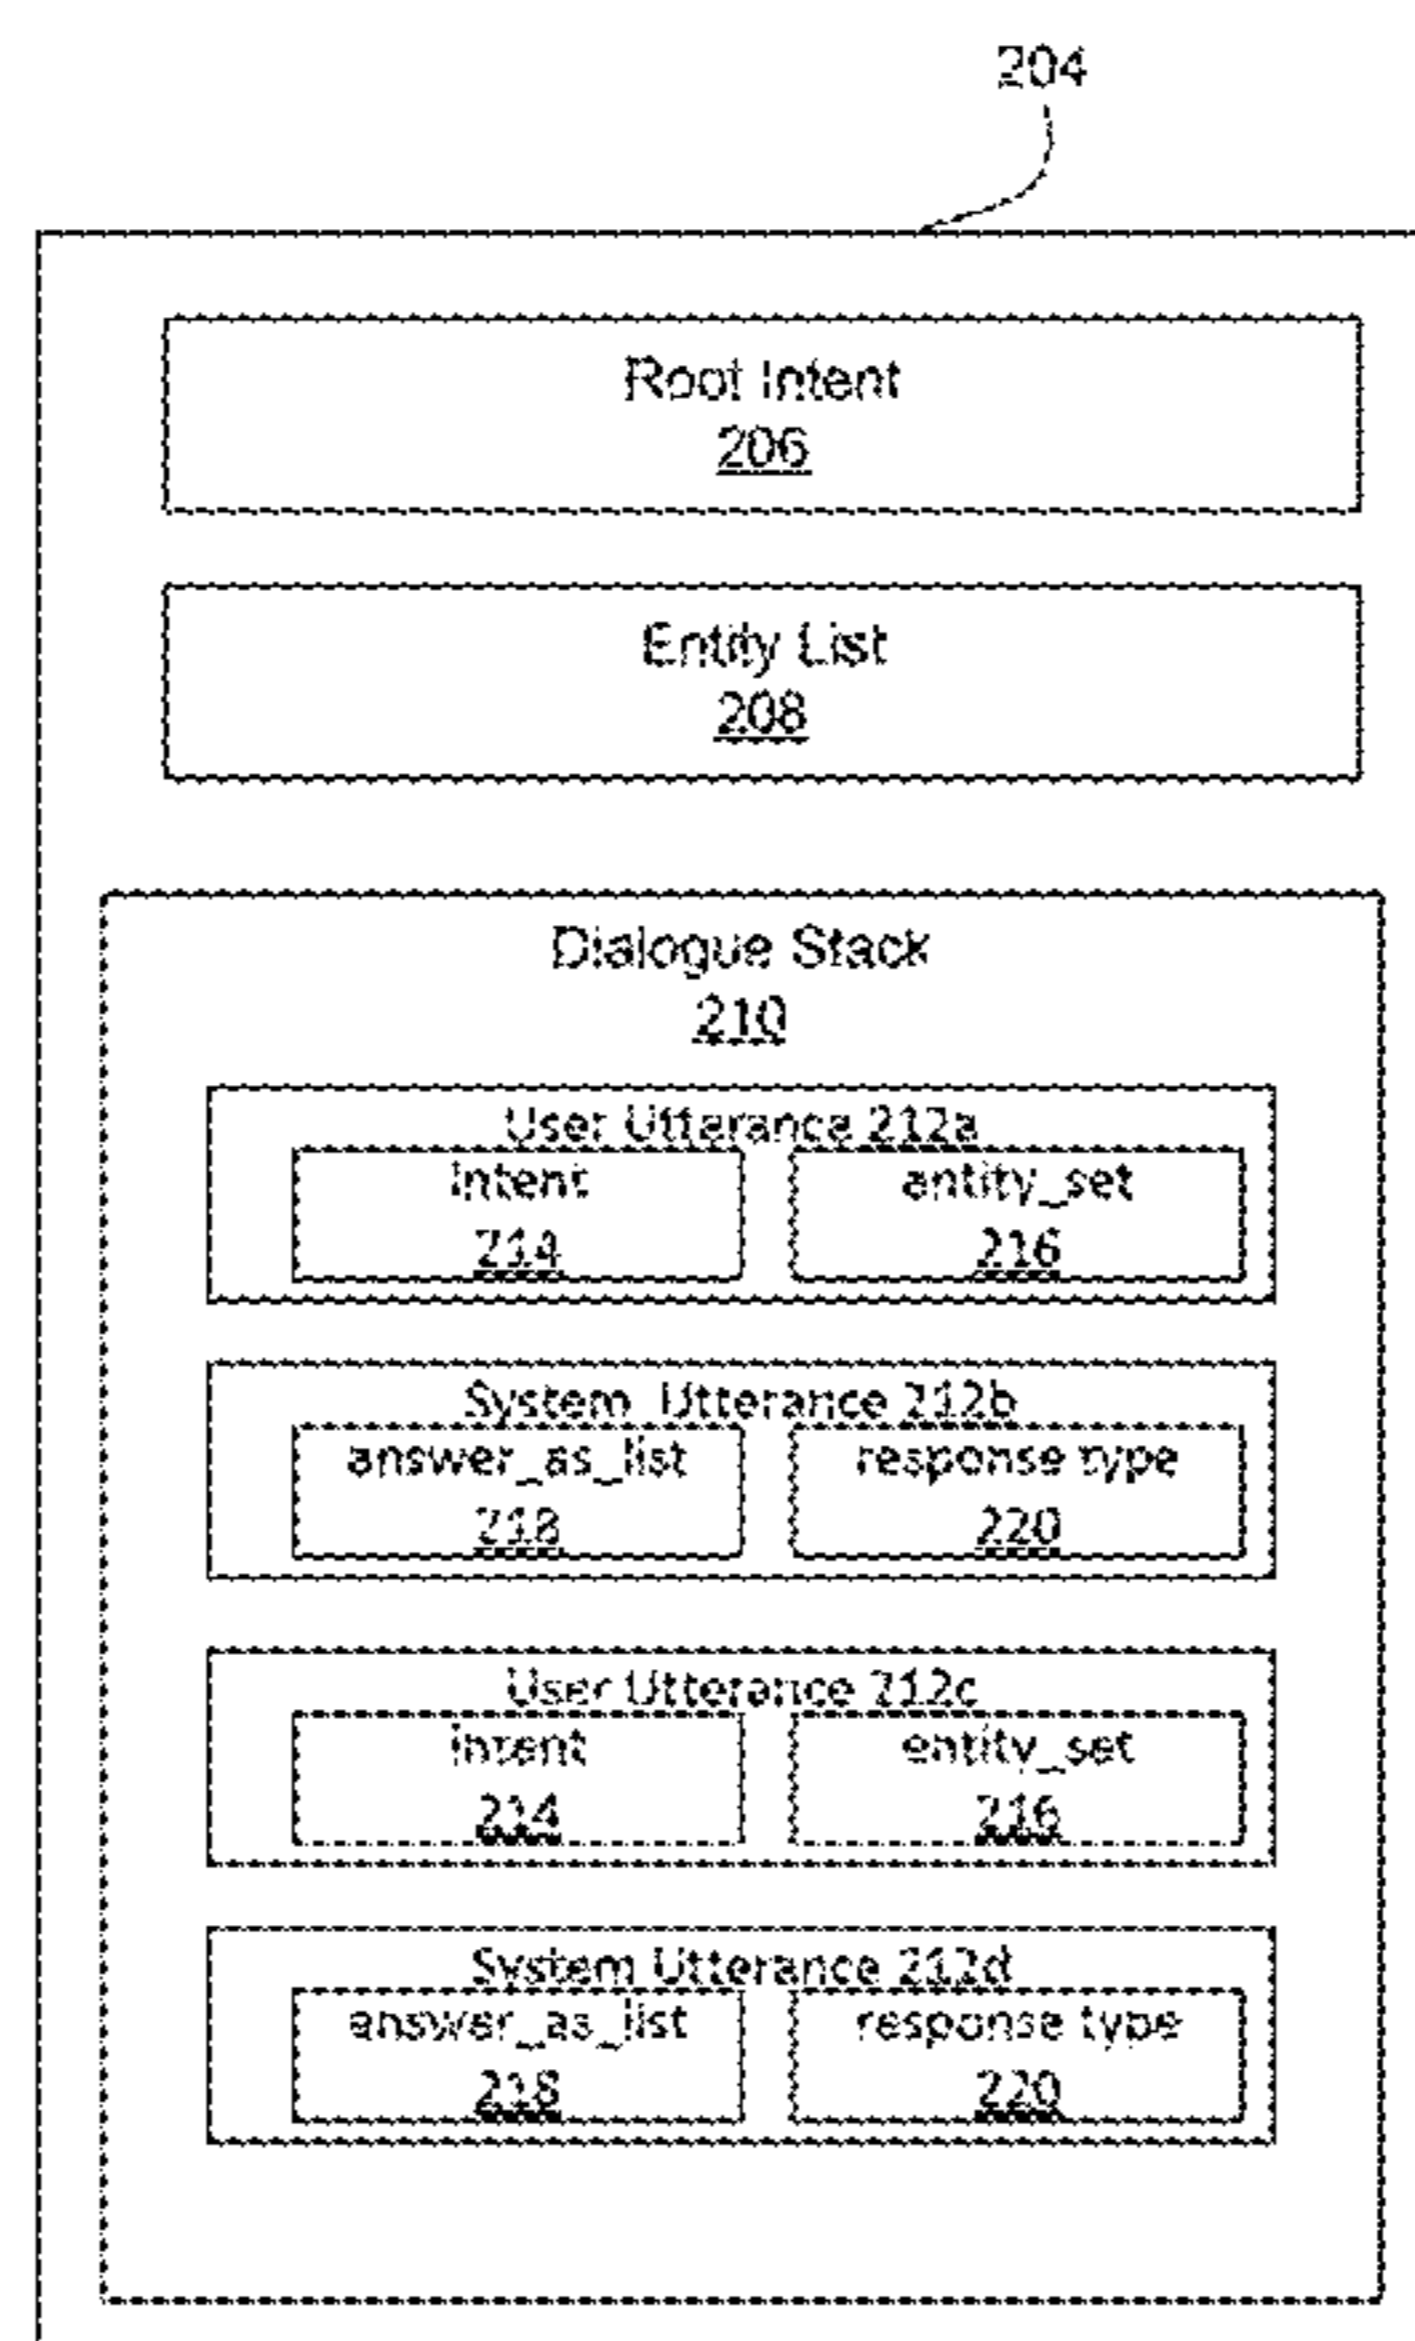 204
Root Intent
206
Entity List
208
Dialogue Stack
210
User Utterance 212a
intent
214
entity_set
216
System Utterance 212b
answer_as_list
218
response type
220
User Utterance 212c
intent
214
entity_set
216
System Utterance 212d
answer_as_list
218
response type
220